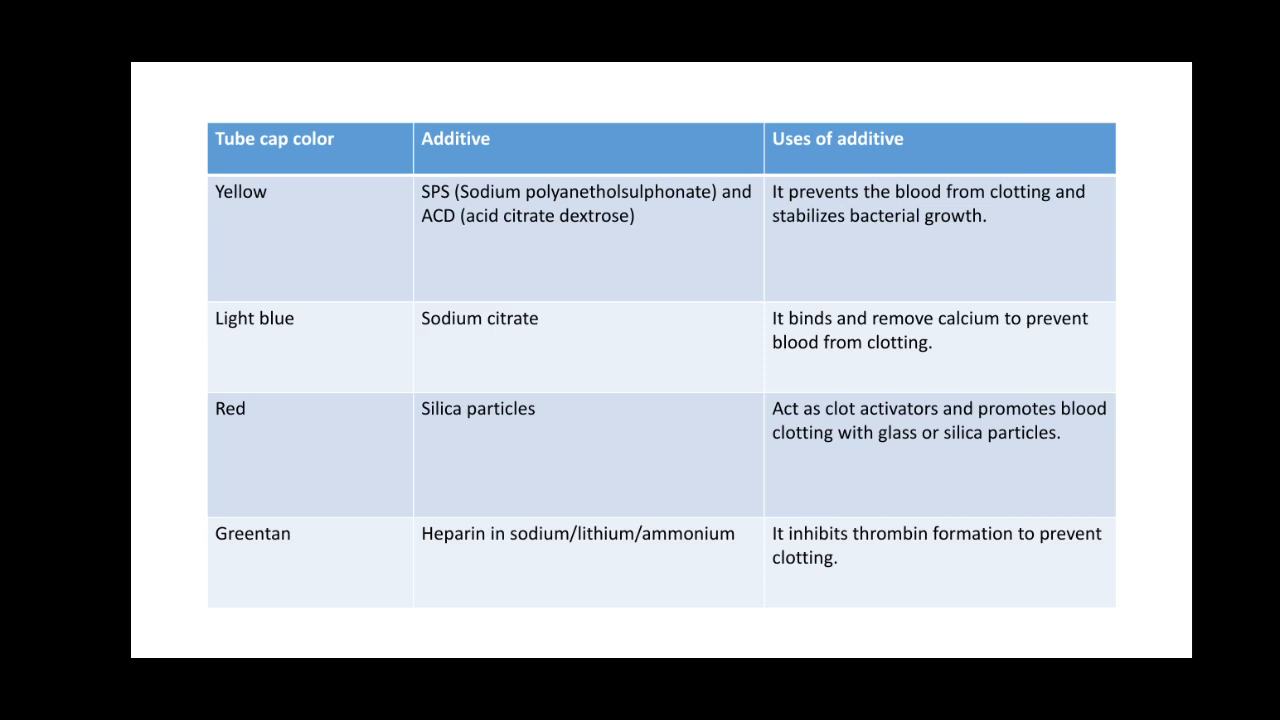 Tube cap color
Additive
Uses of additive
Yellow
SPS (Sodium polyanetholsulphonate) and
ACD (acid citrate dextrose)
It prevents the blood from clotting and
stabilizes bacterial growth.
Light blue
Sodium citrate
It binds and remove calcium to prevent
blood from clotting.
Red
Silica particles
Act as clot activators and promotes blood
clotting with glass or silica particles.
Greentan
Heparin in sodium/lithium/ammonium
It inhibits thrombin formation to prevent
clotting.